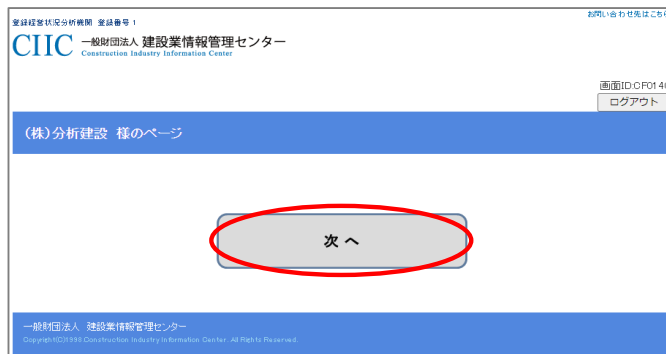 お問い合わせ先はこちら
登録経営状況分析機関 登録番号 1
CIIC 一般財団法人 建設業情報管理センター
Construction Industry Information Center
画面ID:CF014
ログアウト
(株)分析建設 様のページ
次 へ
一般財団法人 建設業情報管理センター
Copyright(C)1998 Construction Industry Information Center. All Rights Reserved.